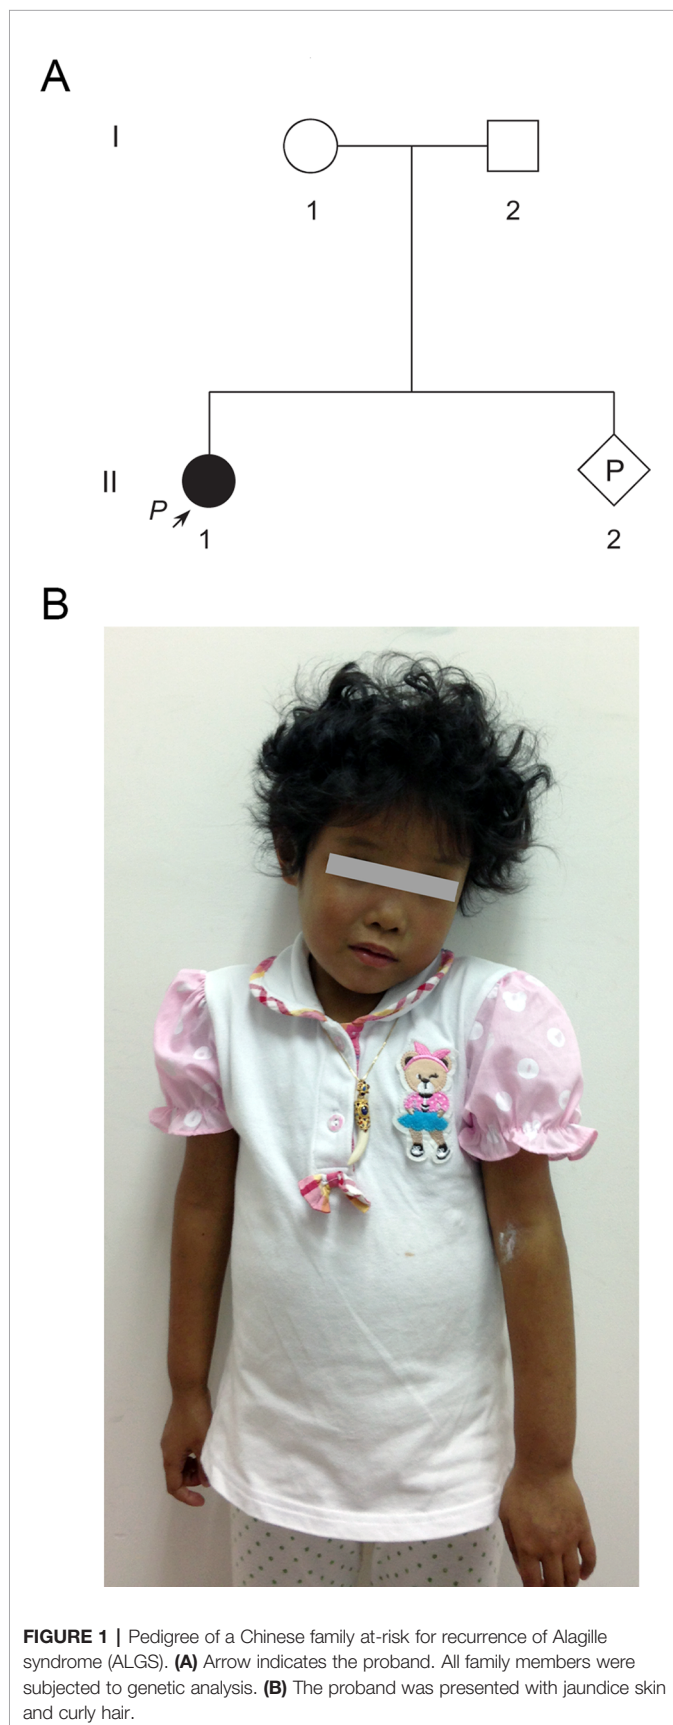 A
I
1 2
II
P
P
1 2
B
FIGURE 1 | Pedigree of a Chinese family at-risk for recurrence of Alagille
syndrome (ALGS). (A) Arrow indicates the proband. All family members were
subjected to genetic analysis. (B) The proband was presented with jaundice skin
and curly hair.